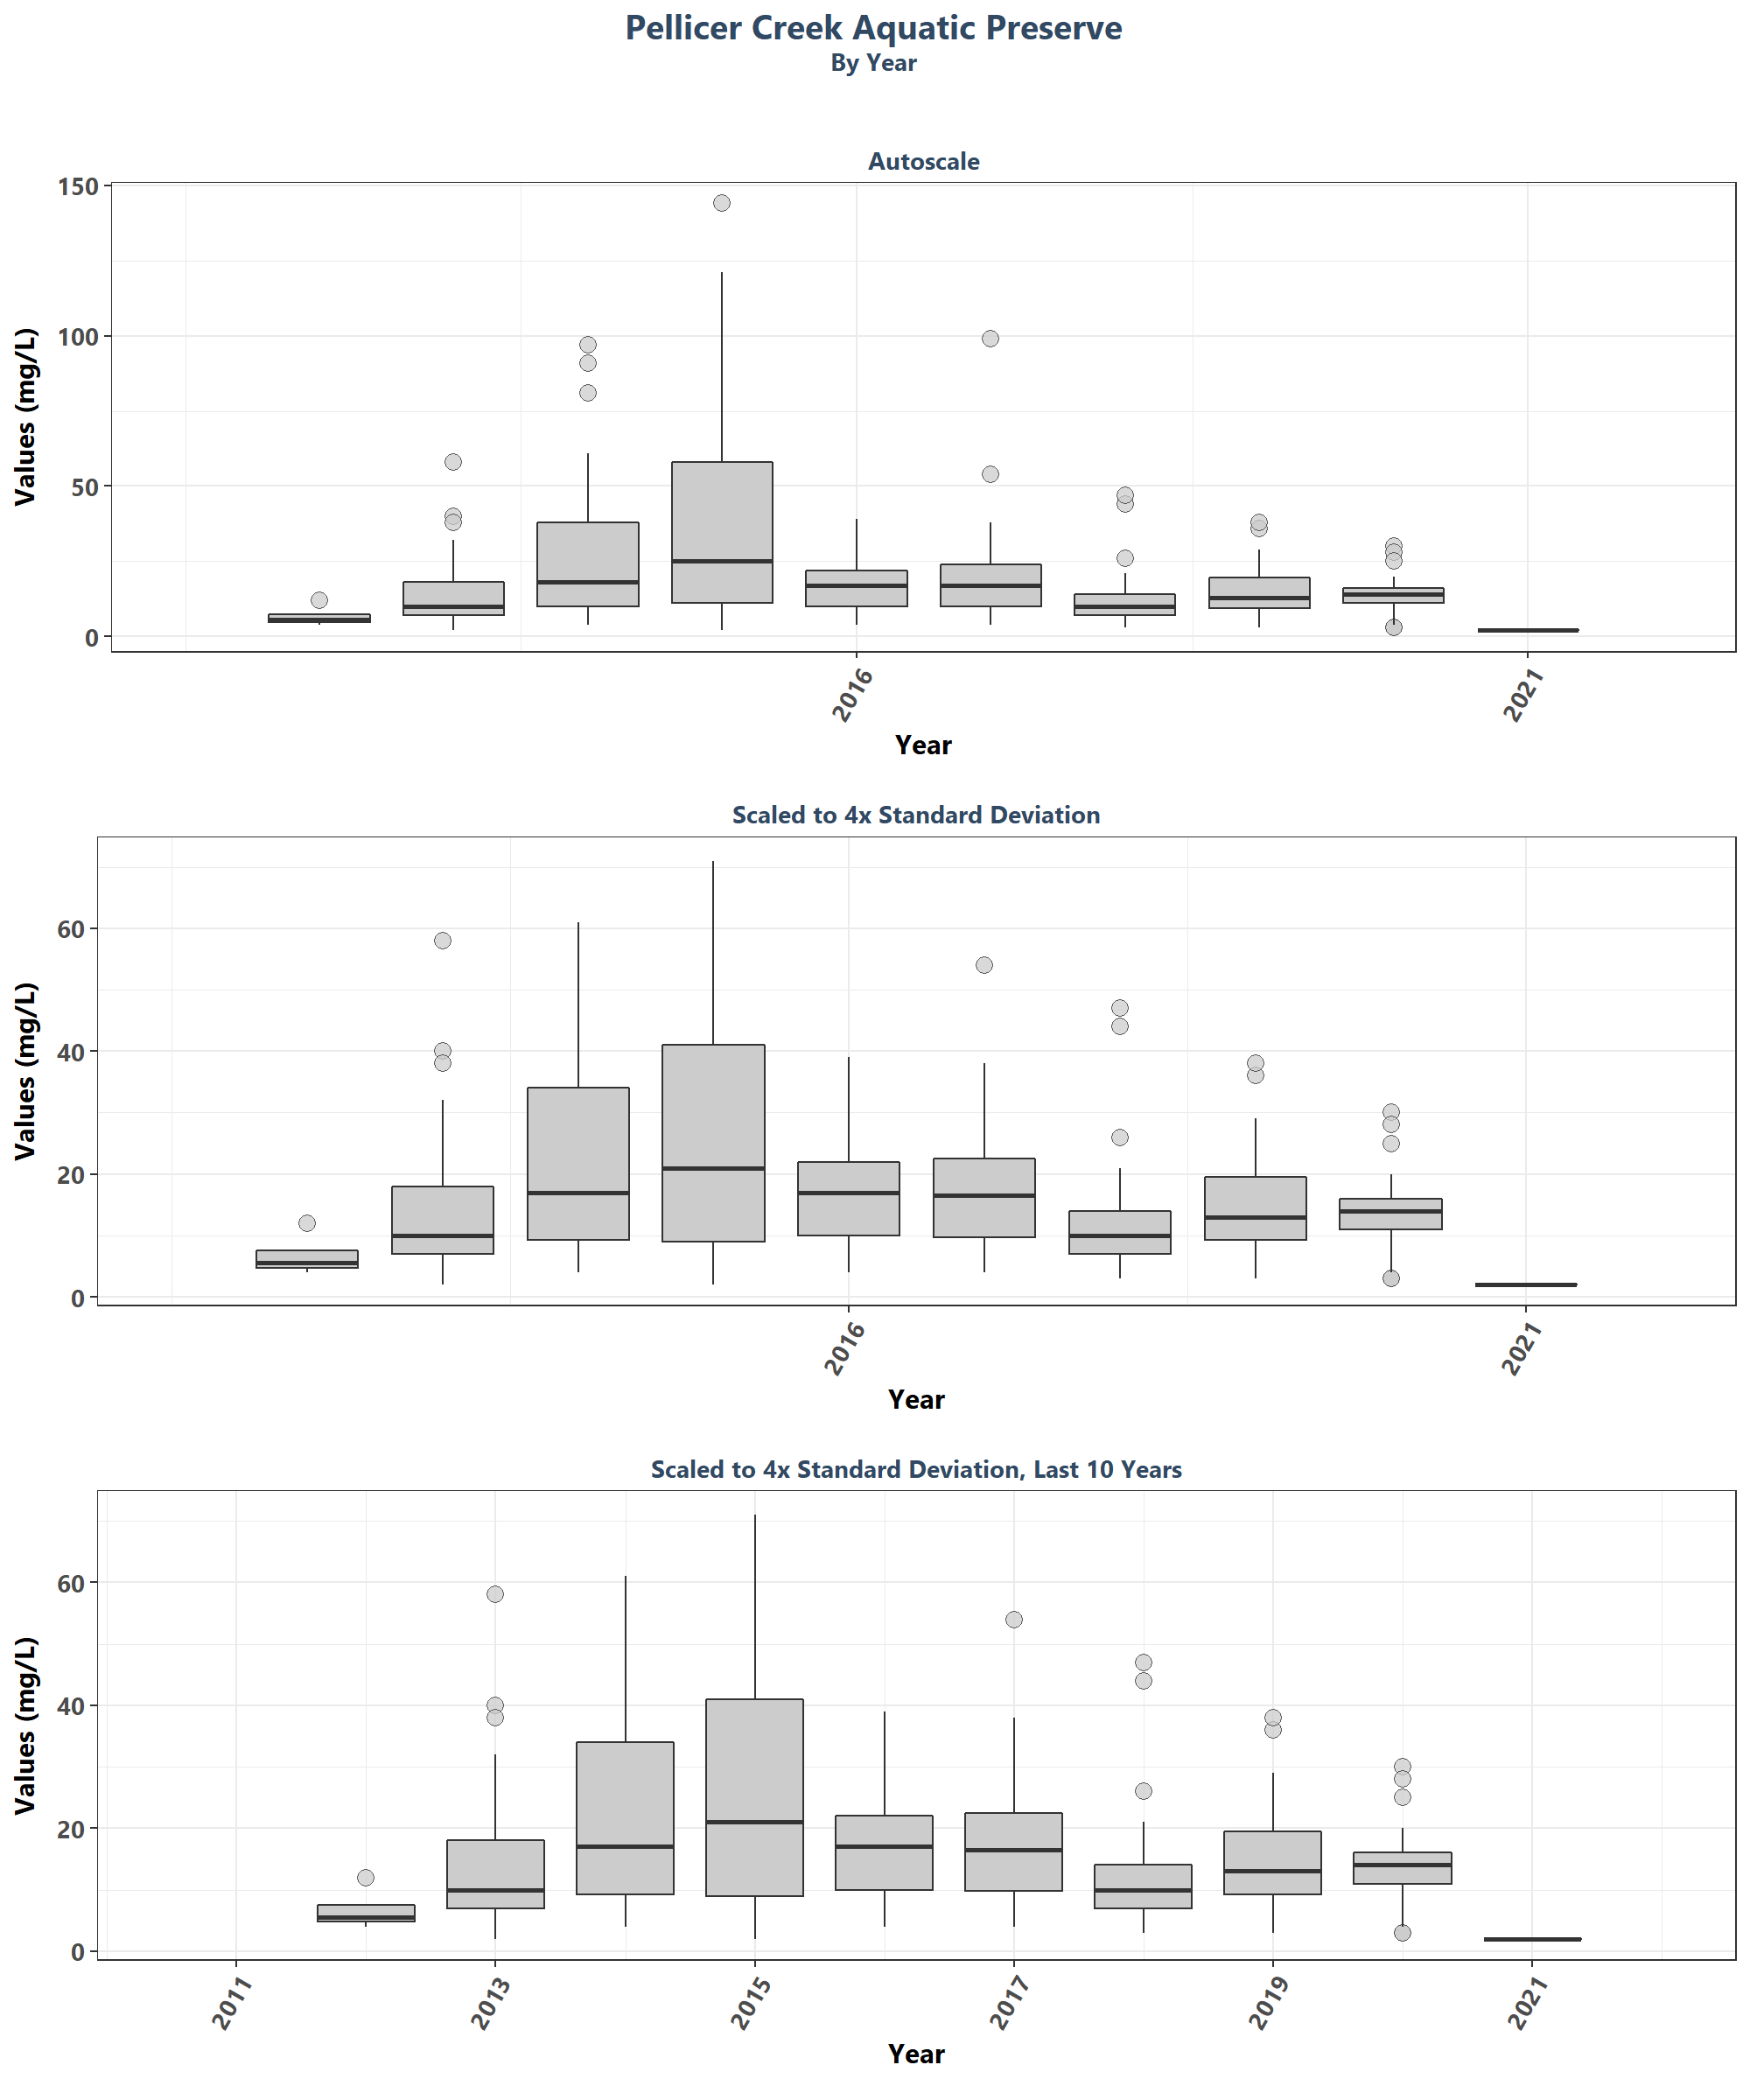 Pellicer Creek Aquatic Preserve
By Year
Autoscale
150
100
50
0
Values (mg/L)
2016
2021
Year
Scaled to 4x Standard Deviation
60
40
20
0
Values (mg/L)
2016
2021
Year
Scaled to 4x Standard Deviation, Last 10 Years
60
40
20
0
Values (mg/L)
2011
2013
2015
2017
2019
2021
Year